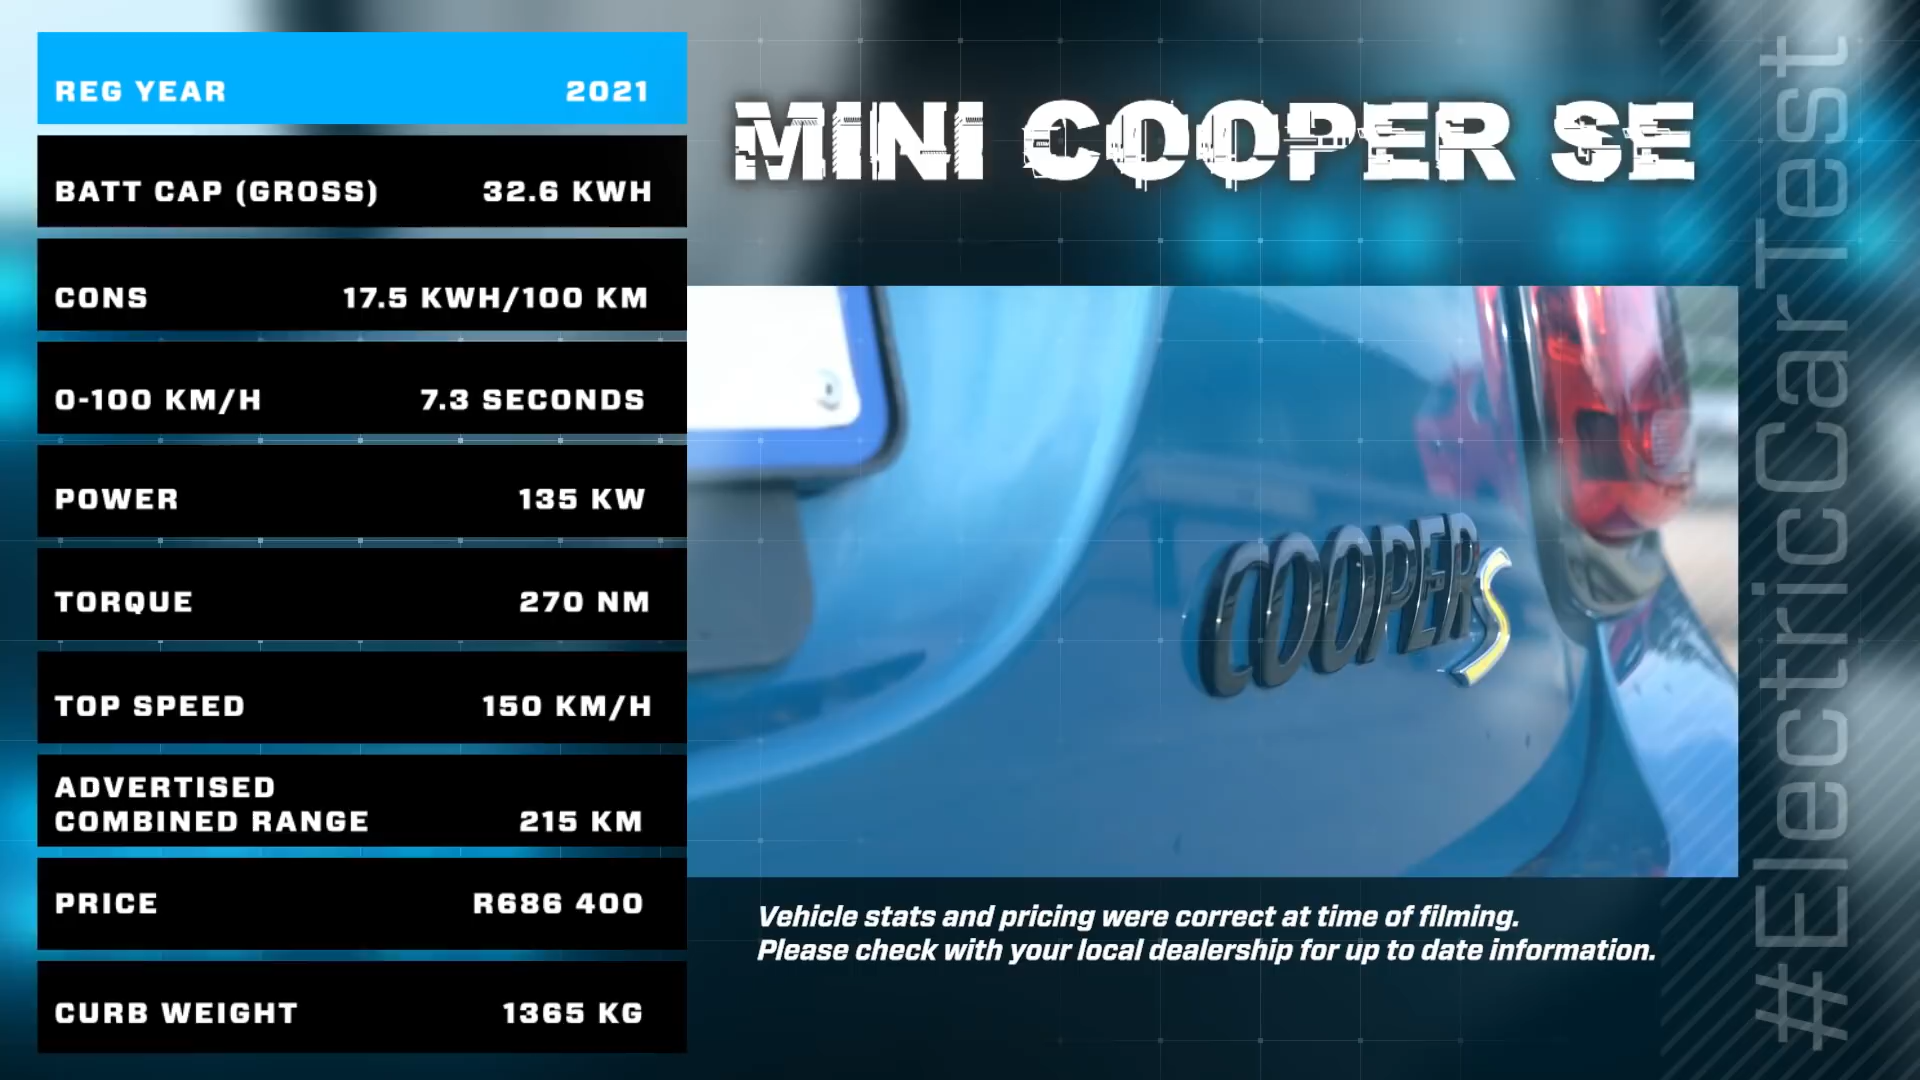 REG YEAR 2021
BATT CAP (GROSS) 32.6 KWH
CONS 17.5 KWH/100 KM
0-100 KM/H 7.3 SECONDS
POWER 135 KW
TORQUE 270 NM
TOP SPEED 150 KM/H
ADVERTISED
COMBINED RANGE 215 KM
PRICE R686 400
CURB WEIGHT 1365 KG
MINI COOPER SE
COOPER S
Vehicle stats and pricing were correct at time of filming.
Please check with your local dealership for up to date information.
#ElectricCarTest